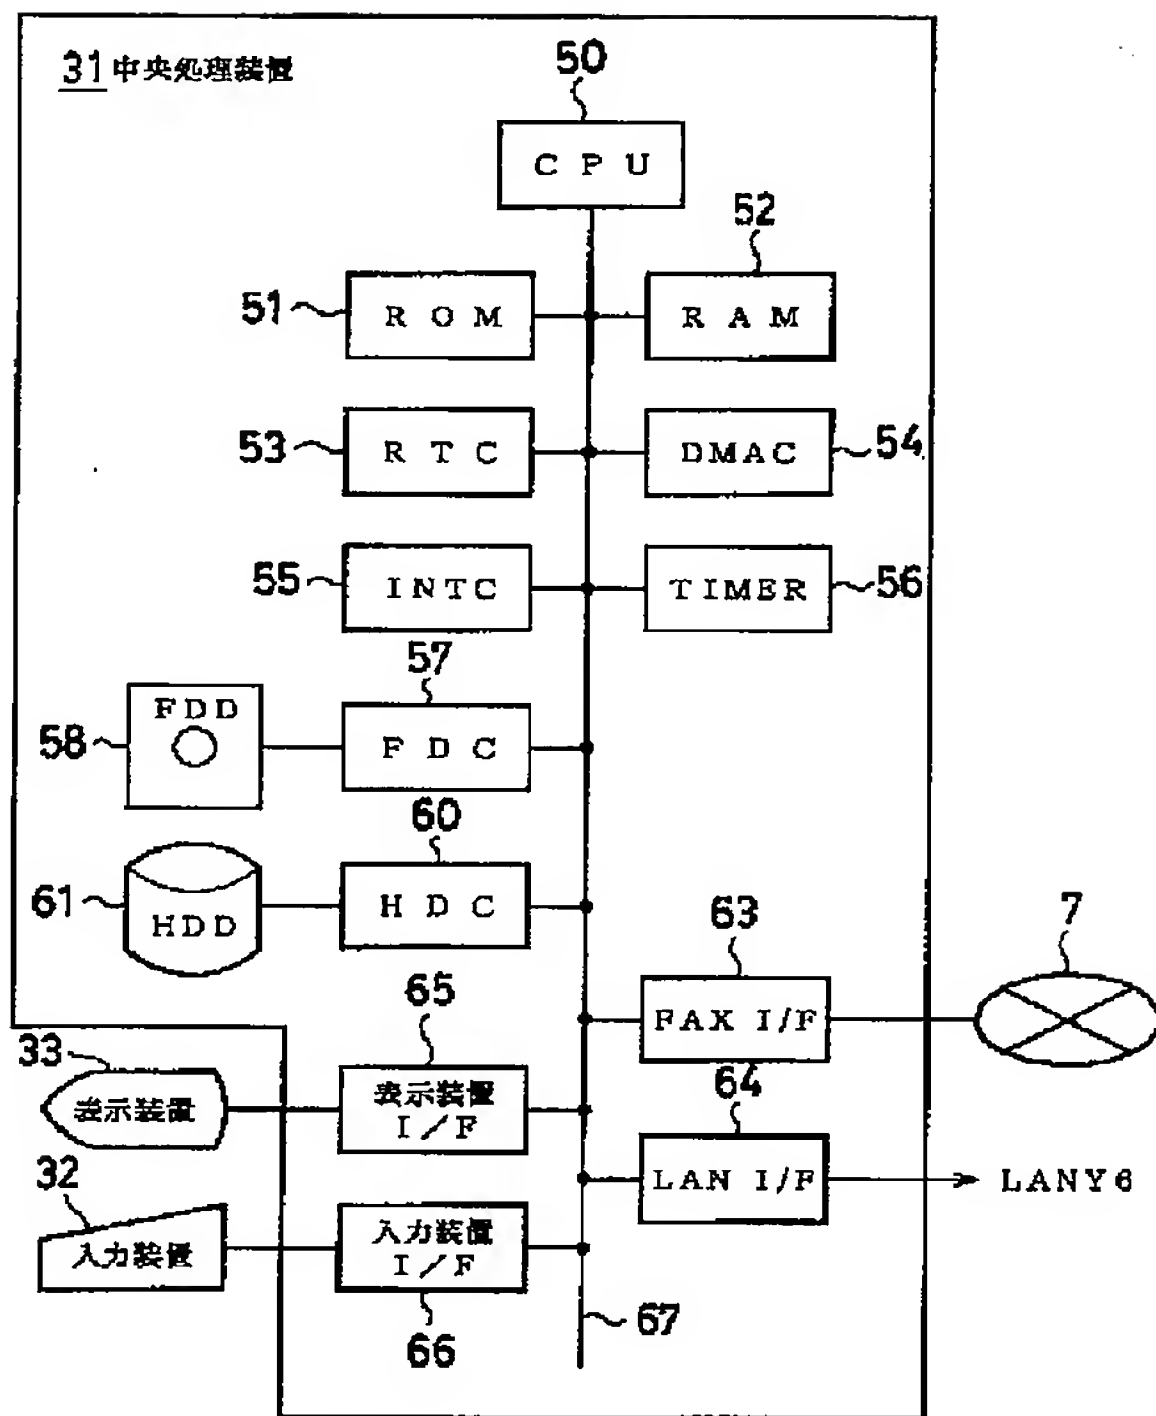 31 中央処理装置
50
CPU
52
51
ROM
RAM
53
RTC
DMAC
54
55
INTC
TIMER
56
57
58
FDD
FDC
60
61
HDD
HDC
63
7
65
FAX I/F
33
64
表示装置
表示装置
I/F
LAN I/F
LANY6
32
入力装置
入力装置
I/F
66
67